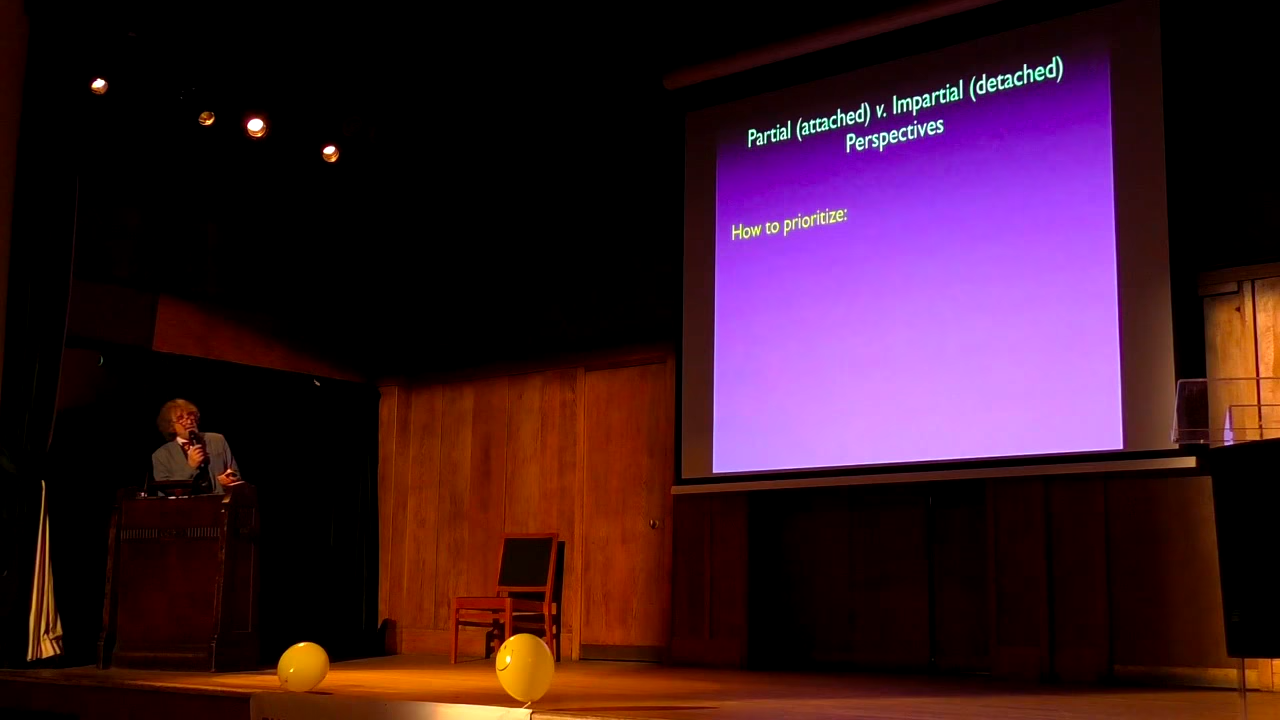 Partial (attached) v. Impartial (detached)
Perspectives
How to prioritize: